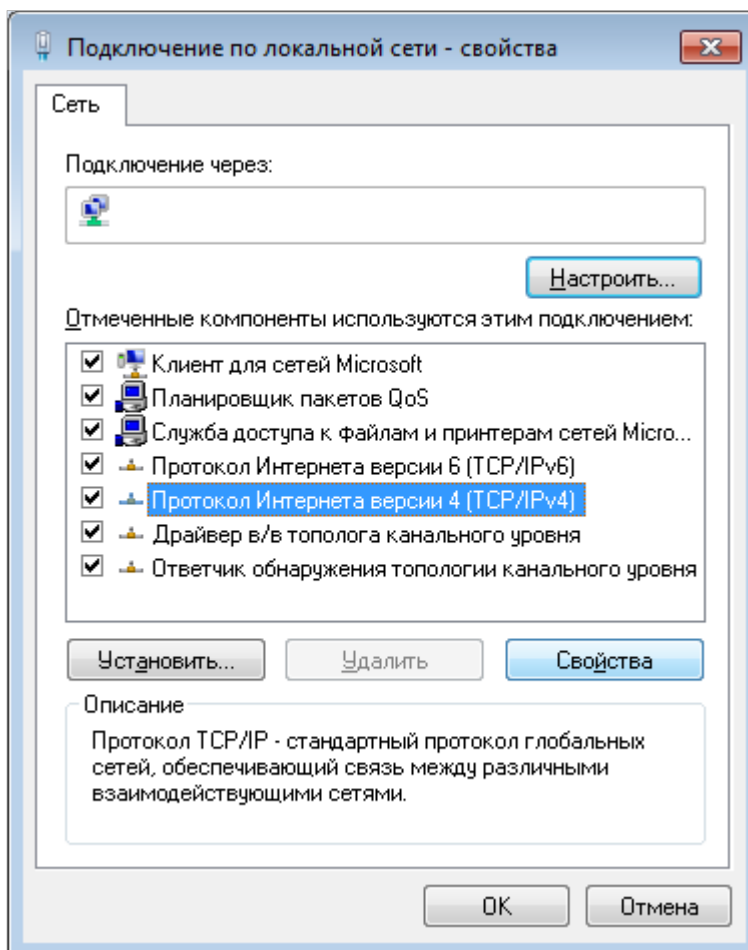 Подключение по локальной сети - свойства
Сеть
Подключение через:
Настроить...
Отмеченные компоненты используются этим подключением:
Клиент для сетей Microsoft
Планировщик пакетов QoS
Служба доступа к файлам и принтерам сетей Micro...
Протокол Интернета версии 6 (TCP/IPv6)
Протокол Интернета версии 4 (TCP/IPv4)
Драйвер в/в тополога канального уровня
Ответчик обнаружения топологии канального уровня
Установить...
Удалить
Свойства
Описание
Протокол TCP/IP - стандартный протокол глобальных
сетей, обеспечивающий связь между различными
взаимодействующими сетями.
OK
Отмена